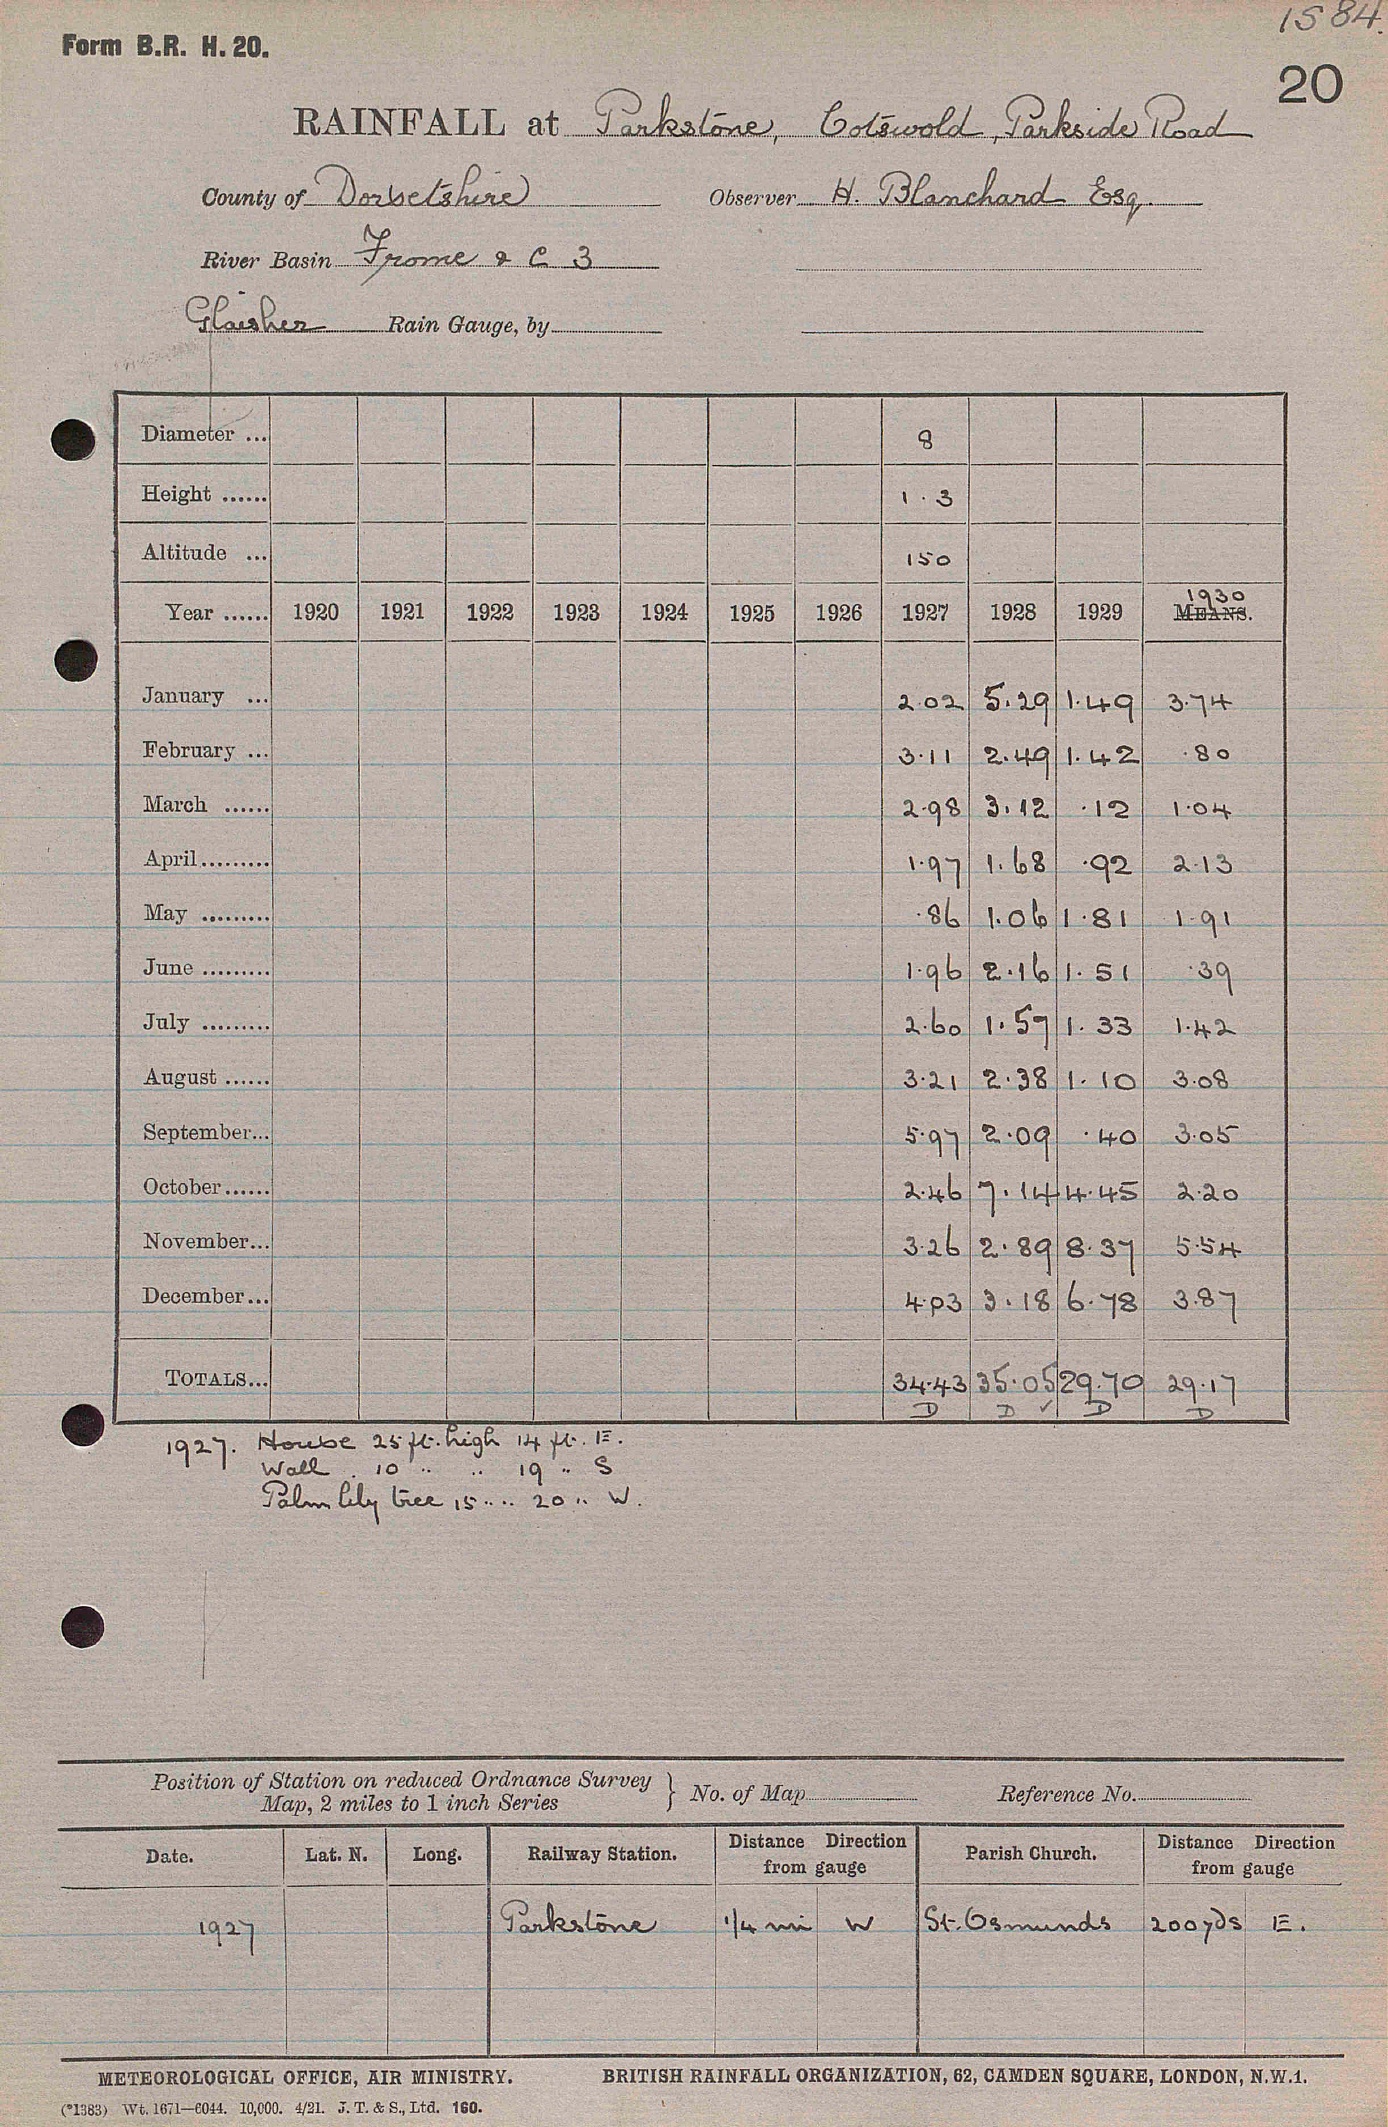 1584.
Form B.R. H. 20.
20
RAINFALL at Parkstone, Cotswold, Parkside Road
County of Dorsetshire Observer H. Blanchard Esq.
River Basin Frome & C 3
Glaisher Rain Gauge, by
Diameter ... 8
Height ...... 1.3
Altitude ... 150
1930
Year ...... 1920 1921 1922 1923 1924 1925 1926 1927 1928 1929 MEANS.
January ... 2.02 5.29 1.49 3.74
February ... 3.11 2.49 1.42 .80
March ...... 2.98 3.12 .12 1.04
April......... 1.97 1.68 .92 2.13
May ......... .86 1.06 1.81 1.91
June ......... 1.96 2.16 1.51 .39
July ......... 2.60 1.57 1.33 1.42
August ...... 3.21 2.38 1.10 3.08
September... 5.97 2.09 .40 3.05
October...... 2.46 7.14 4.45 2.20
November... 3.26 2.89 8.37 5.54
December... 4.03 3.18 6.78 3.87
TOTALS... 34.43 35.05 29.70 29.17
D D ✓ D D
1927. House 25 ft. high 14 ft. E.
Wall . 10 " " 19 " S
Palm lily tree 15 " " 20 " W.
Position of Station on reduced Ordnance Survey } No. of Map Reference No.
Map, 2 miles to 1 inch Series
Date. Lat. N. Long. Railway Station. Distance Direction from gauge Parish Church. Distance Direction from gauge
1927 Parkstone 1/4 mi W St. Osmunds 200 yds E.
METEOROLOGICAL OFFICE, AIR MINISTRY. BRITISH RAINFALL ORGANIZATION, 62, CAMDEN SQUARE, LONDON, N.W.1.
(*1383) Wt. 1671—6044. 10,000. 4/21. J. T. & S., Ltd. 160.